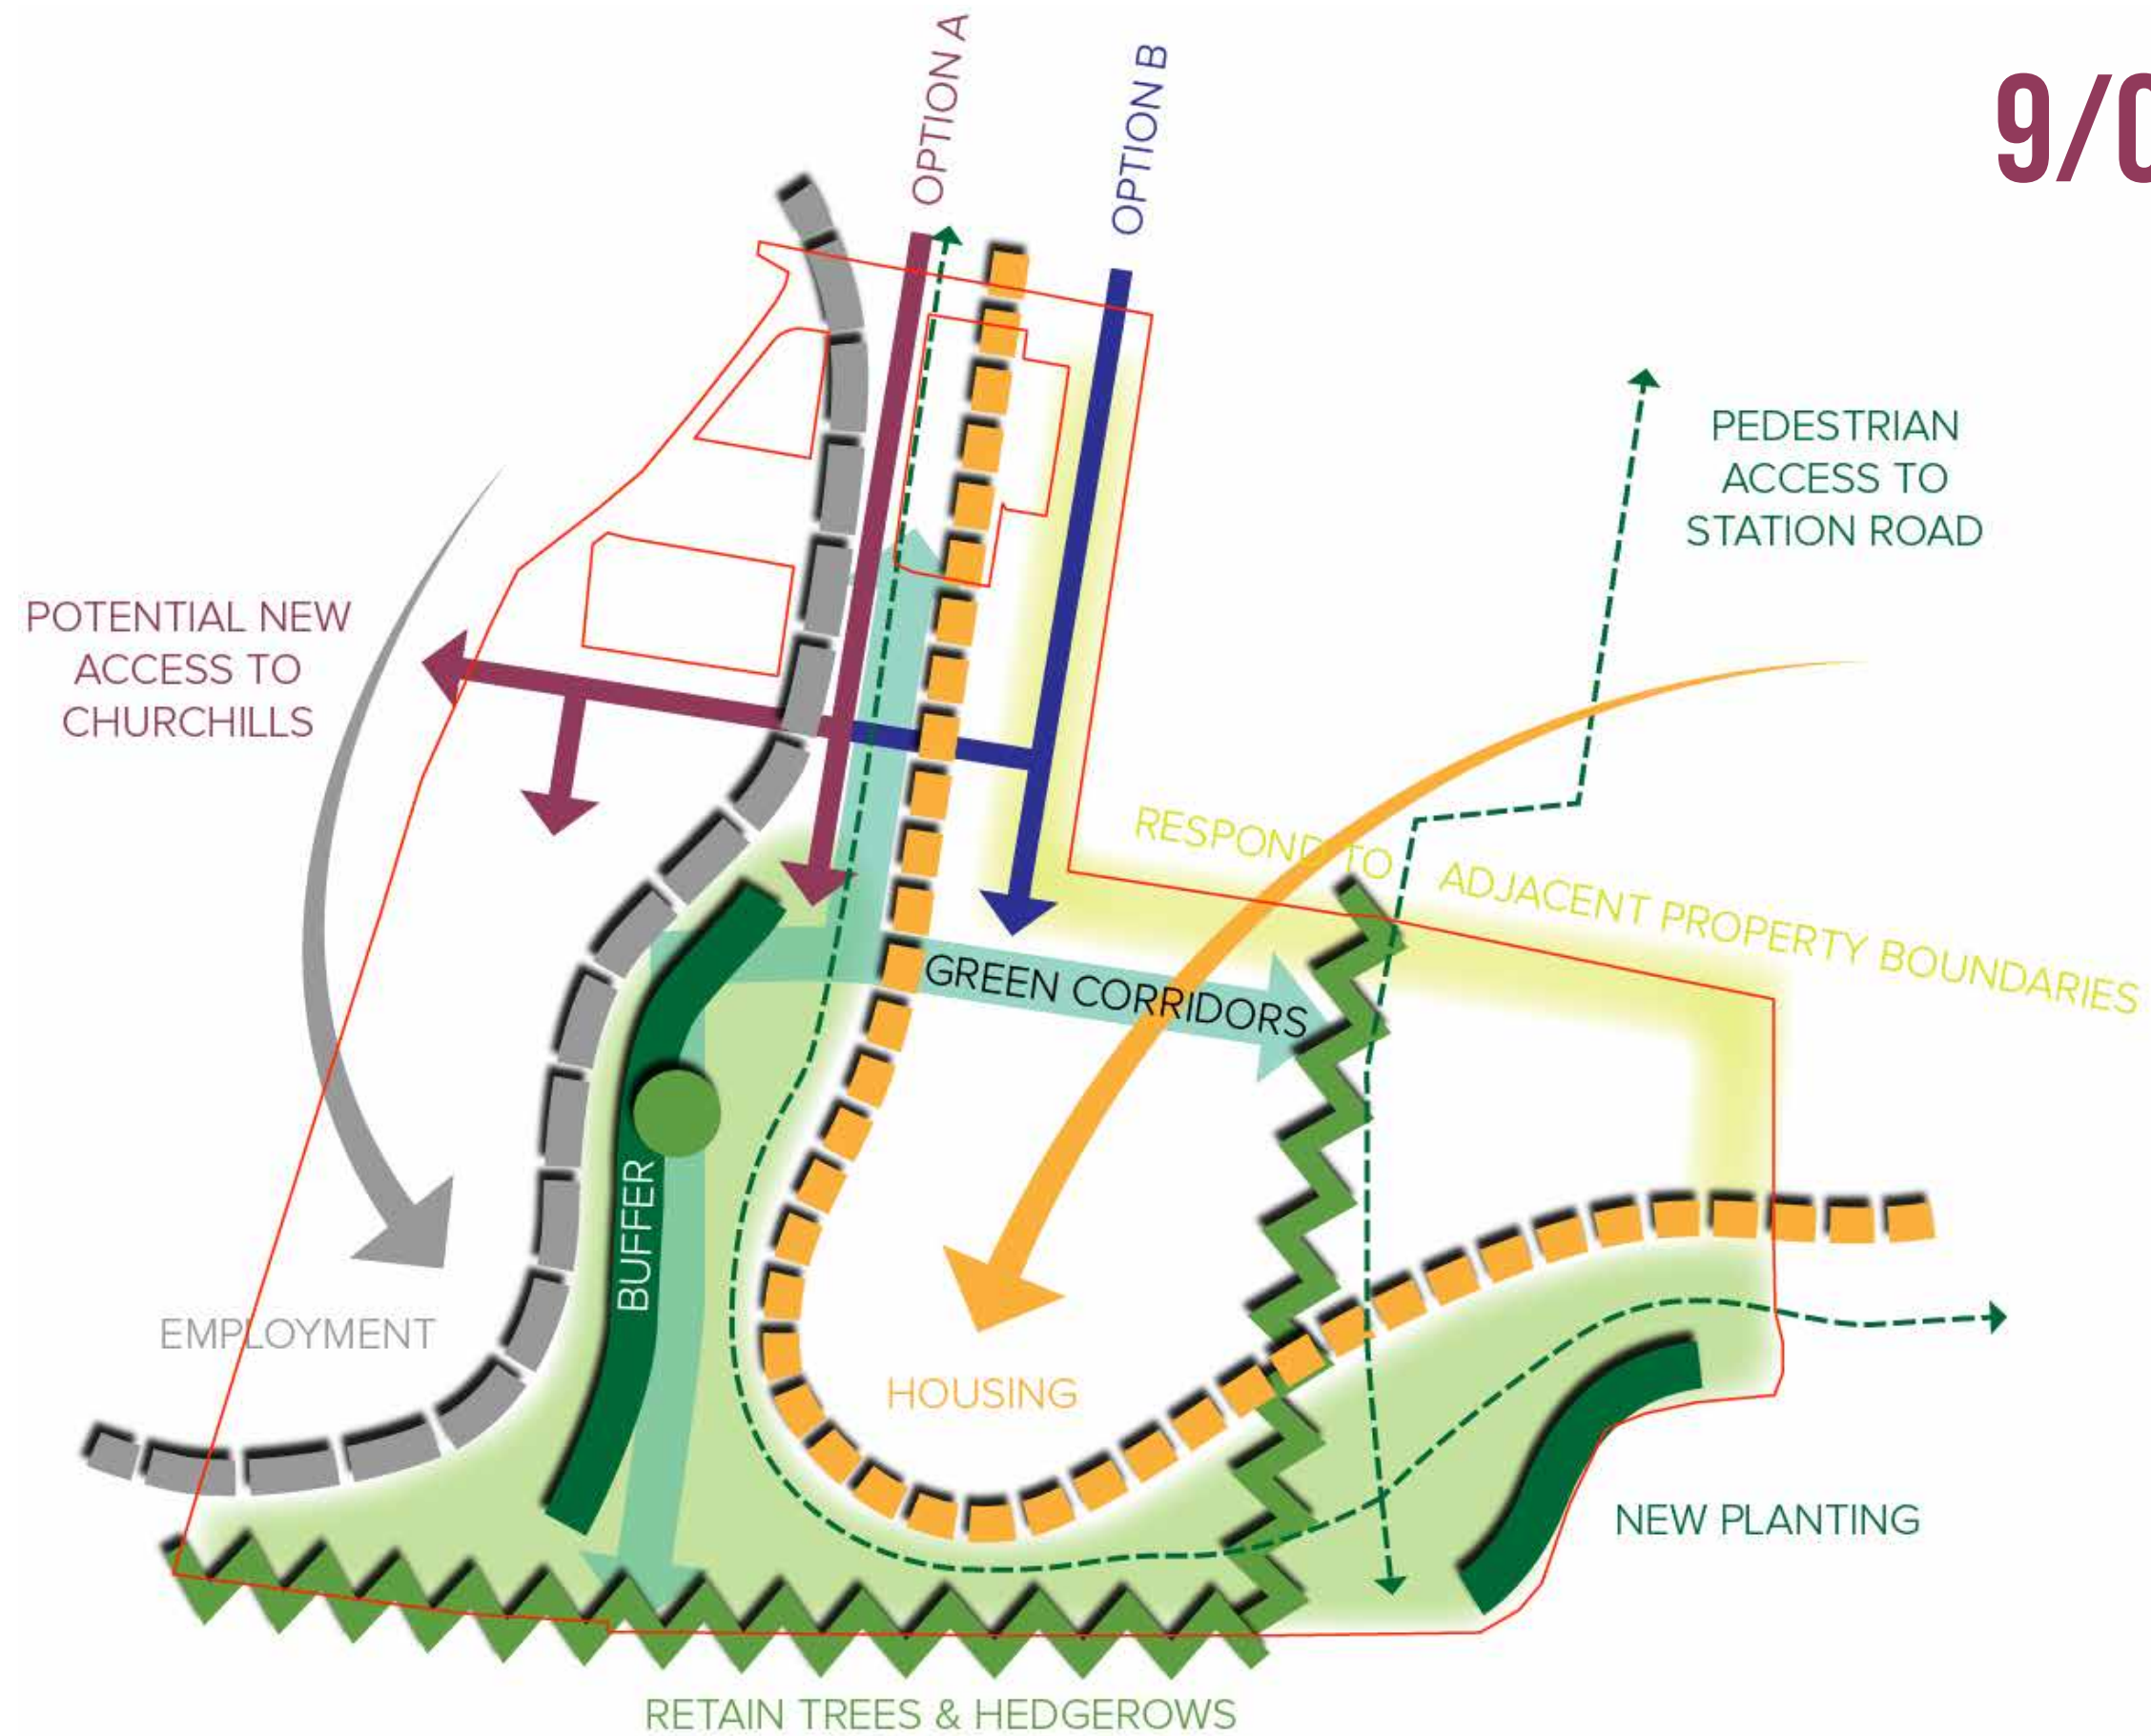 OPTION A
OPTION B
9/0
PEDESTRIAN
ACCESS TO
STATION ROAD
POTENTIAL NEW
ACCESS TO
CHURCHILLS
RESPOND TO ADJACENT PROPERTY BOUNDARIES
GREEN CORRIDORS
BUFFER
EMPLOYMENT
HOUSING
NEW PLANTING
RETAIN TREES & HEDGEROWS